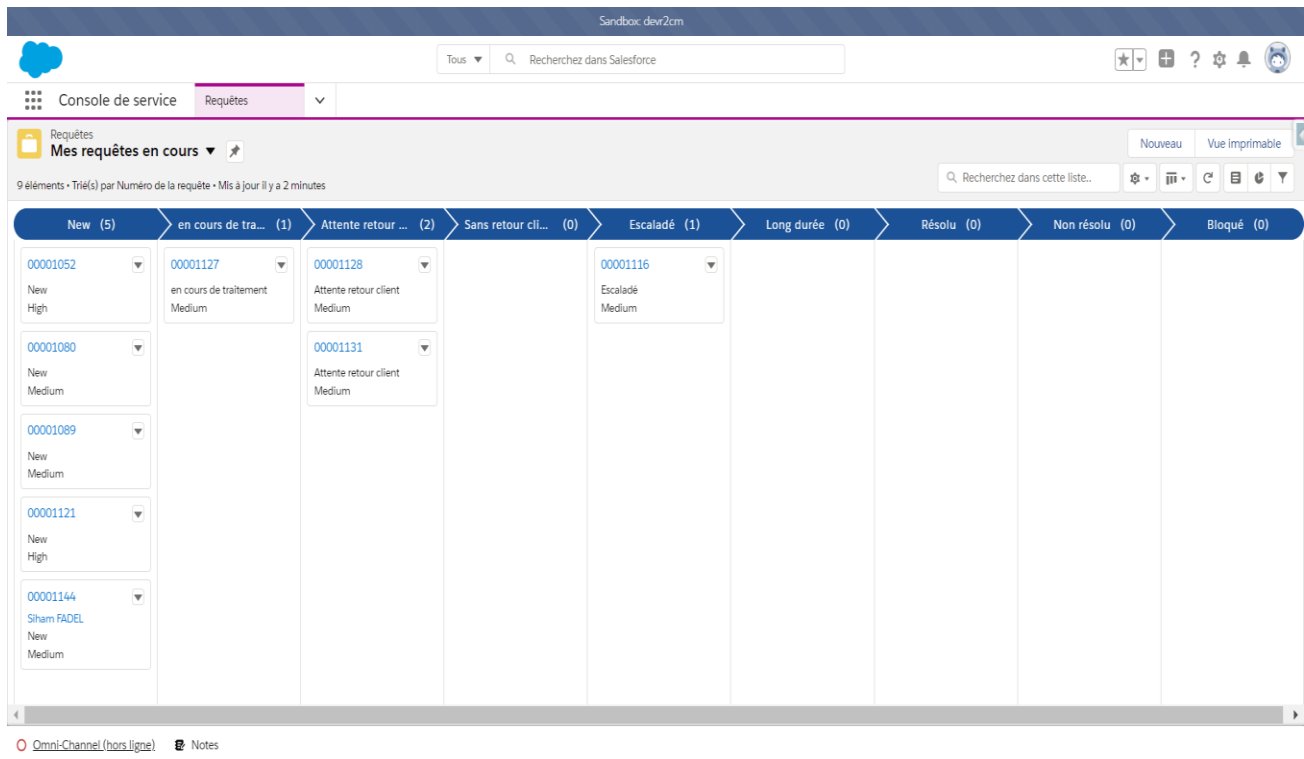 Sandbox: devr2cm
Tous Recherchez dans Salesforce
Console de service Requêtes
Requêtes
Mes requêtes en cours
Nouveau Vue imprimable
9 éléments • Trié(s) par Numéro de la requête • Mis à jour il y a 2 minutes
Recherchez dans cette liste..
New (5) en cours de tra... (1) Attente retour ... (2) Sans retour cli... (0) Escaladé (1) Long durée (0) Résolu (0) Non résolu (0) Bloqué (0)
00001052
New
High
00001080
New
Medium
00001089
New
Medium
00001121
New
High
00001144
Siham FADEL
New
Medium
00001127
en cours de traitement
Medium
00001128
Attente retour client
Medium
00001131
Attente retour client
Medium
00001116
Escaladé
Medium
Omni-Channel (hors ligne) Notes